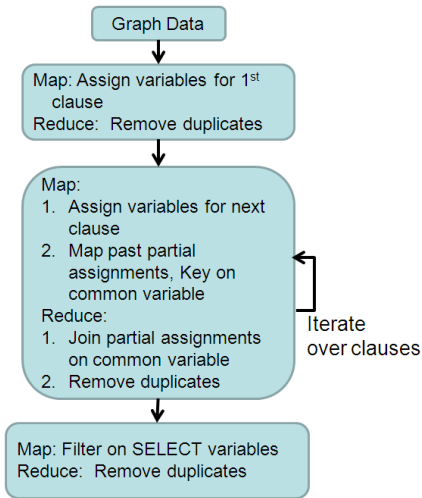 Graph Data
Map: Assign variables for 1st
clause
Reduce: Remove duplicates
Map:
1. Assign variables for next
clause
2. Map past partial
assignments, Key on
common variable
Reduce:
1. Join partial assignments
on common variable
2. Remove duplicates
Iterate
over clauses
Map: Filter on SELECT variables
Reduce: Remove duplicates